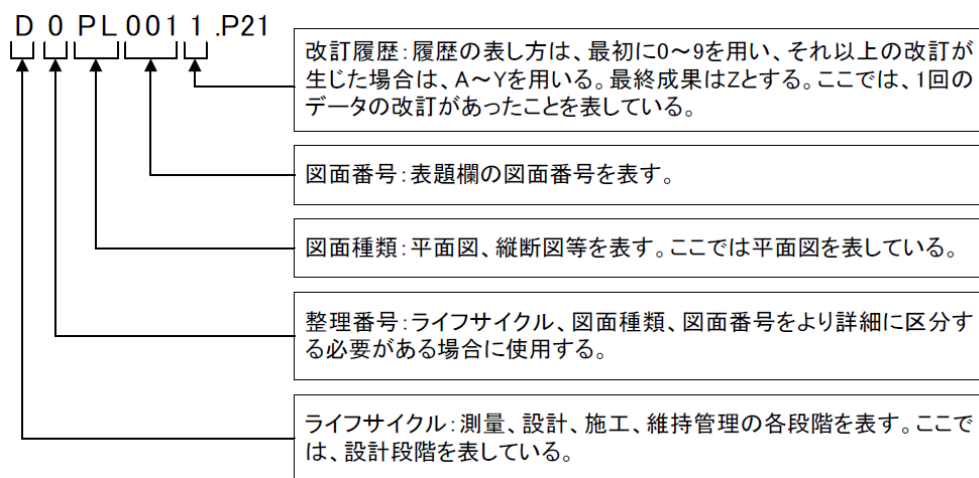 D 0 PL 001 1 .P21
改訂履歴：履歴の表し方は、最初に0～9を用い、それ以上の改訂が
生じた場合は、A～Yを用いる。最終成果はZとする。ここでは、1回の
データの改訂があったことを表している。
図面番号：表題欄の図面番号を表す。
図面種類：平面図、縦断図等を表す。ここでは平面図を表している。
整理番号：ライフサイクル、図面種類、図面番号をより詳細に区分す
る必要がある場合に使用する。
ライフサイクル：測量、設計、施工、維持管理の各段階を表す。ここで
は、設計段階を表している。